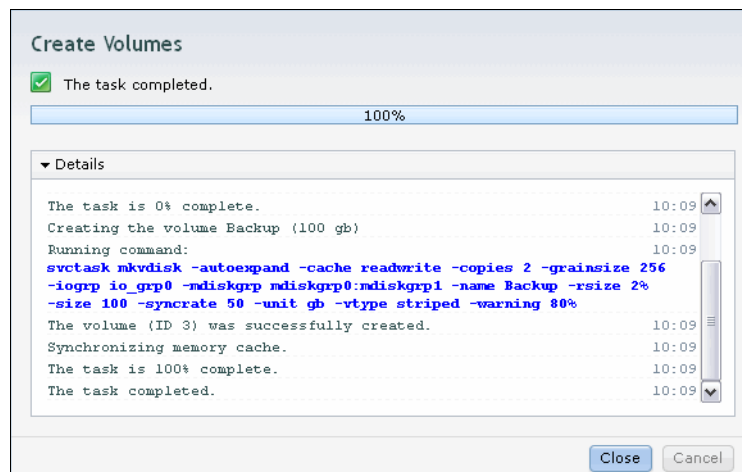 Create Volumes
The task completed.
100%
Details
The task is 0% complete. 10:09
Creating the volume Backup (100 gb) 10:09
Running command: 10:09
svctask mkvdisk -autoexpand -cache readwrite -copies 2 -grainsize 256
-iogrp io_grp0 -mdiskgrp mdiskgrp0:mdiskgrp1 -name Backup -rsize 2%
-size 100 -syncrate 50 -unit gb -vtype striped -warning 80%
The volume (ID 3) was successfully created. 10:09
Synchronizing memory cache. 10:09
The task is 100% complete. 10:09
The task completed. 10:09
Close Cancel